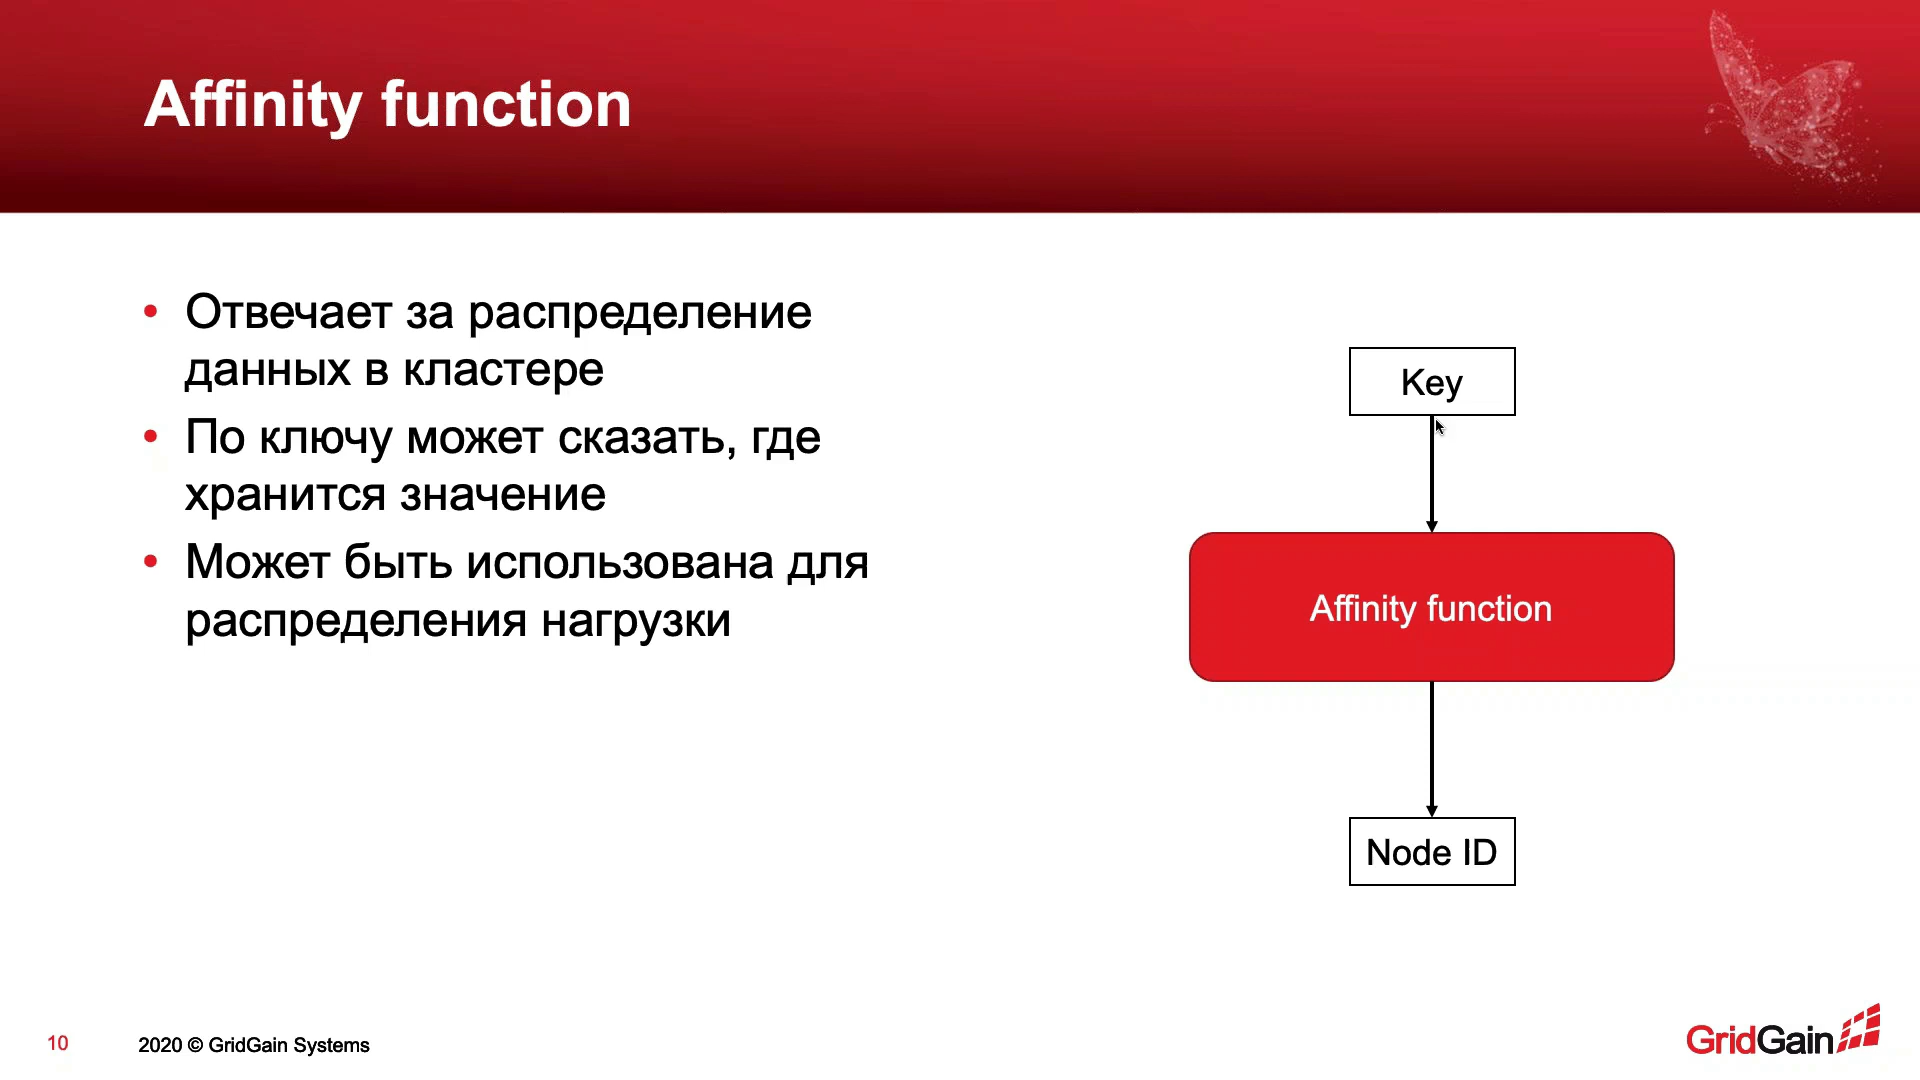 Affinity function
• Отвечает за распределение
данных в кластере
• По ключу может сказать, где
хранится значение
• Может быть использована для
распределения нагрузки
Key
Affinity function
Node ID
10
2020 © GridGain Systems
GridGain